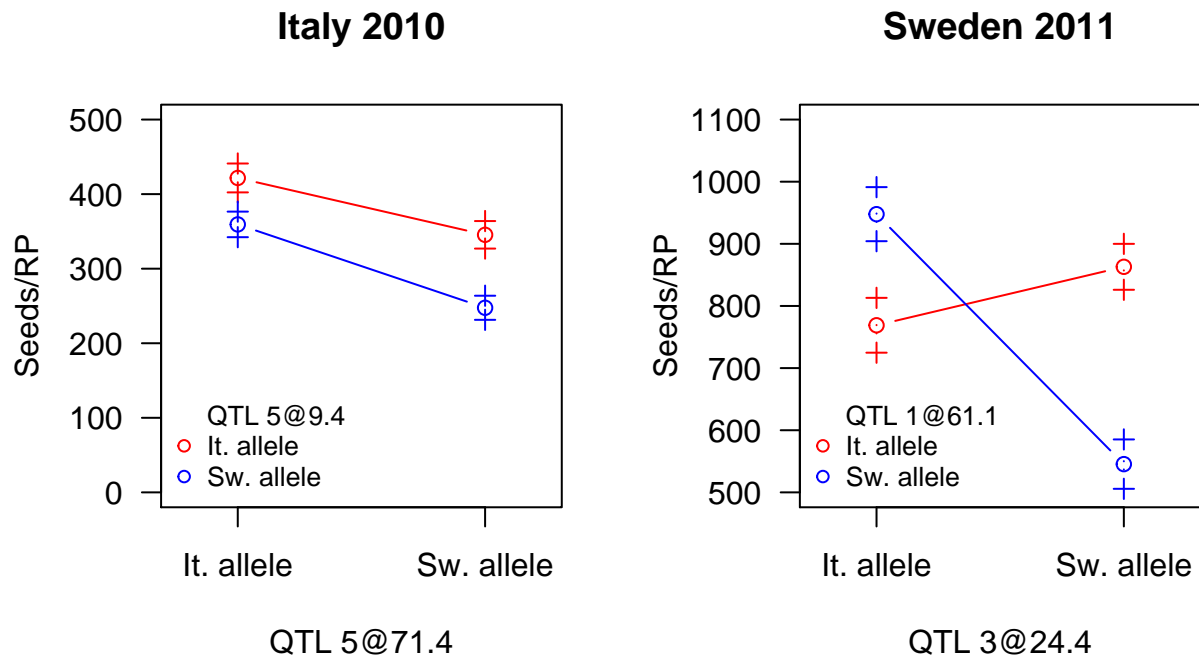 Italy 2010
Seeds/RP
500
400
300
200
100
0
QTL 5@9.4
It. allele
Sw. allele
It. allele Sw. allele
QTL 5@71.4
Sweden 2011
Seeds/RP
1100
1000
900
800
700
600
500
QTL 1@61.1
It. allele
Sw. allele
It. allele Sw. allele
QTL 3@24.4